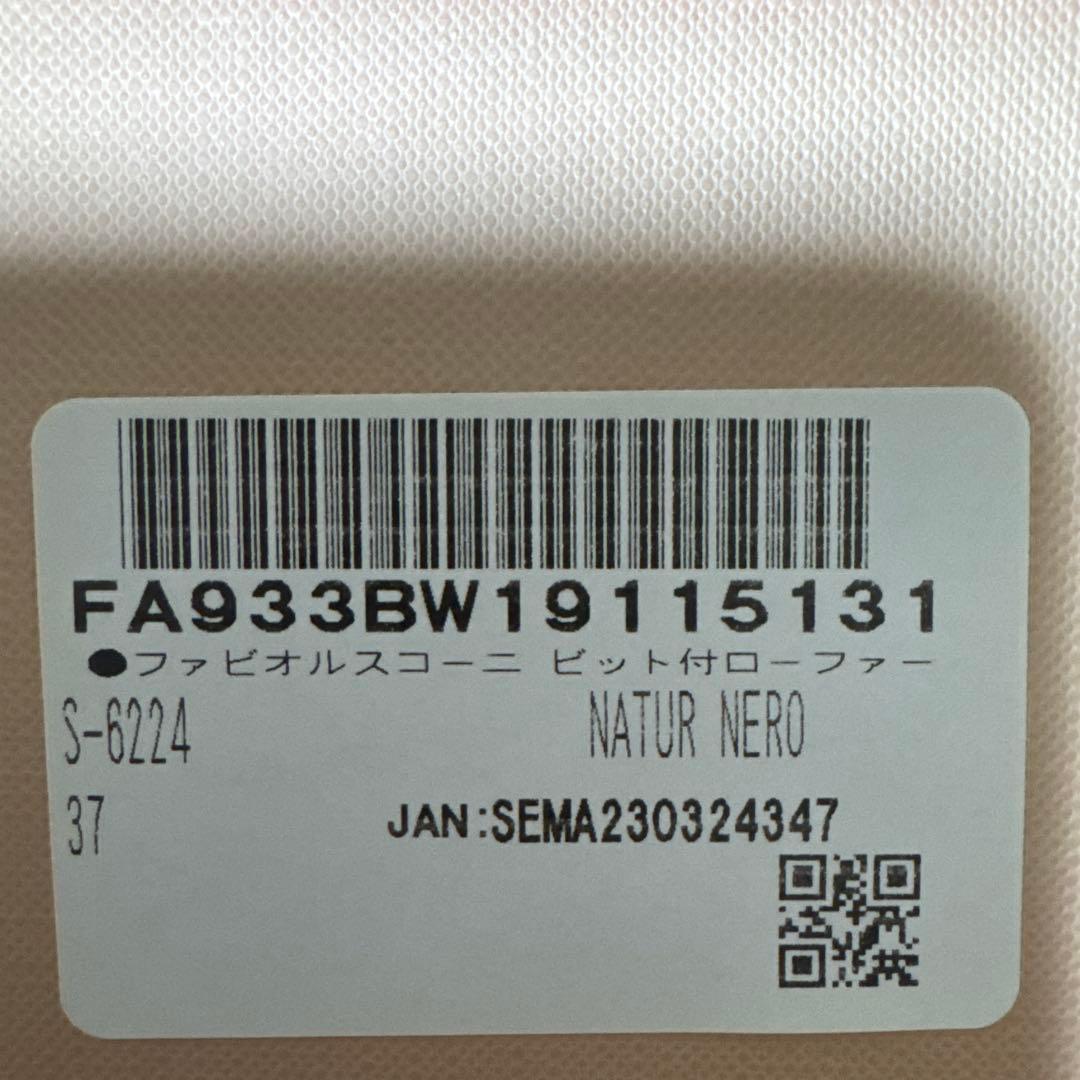 FA933BW19115131
●ファビオルスコーニ ビット付ローファー
S-6224 NATUR NERO
37 JAN:SEMA230324347